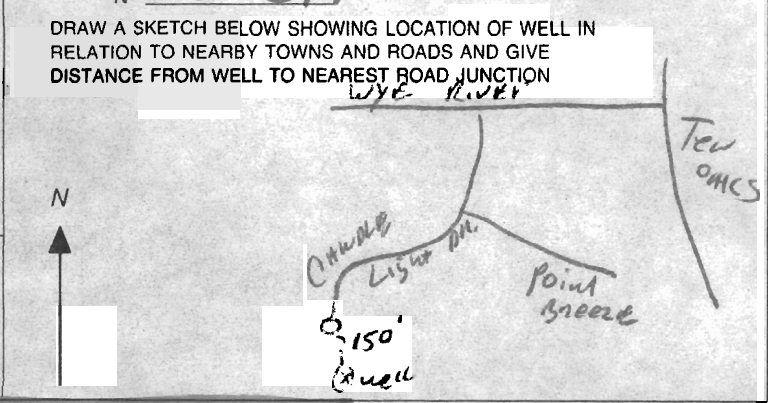 DRAW A SKETCH BELOW SHOWING LOCATION OF WELL IN
RELATION TO NEARBY TOWNS AND ROADS AND GIVE
DISTANCE FROM WELL TO NEAREST ROAD JUNCTION
WYE RIVER
Ten
OAKS
N
CANDLE
Light DR.
Point
Breeze
150'
well